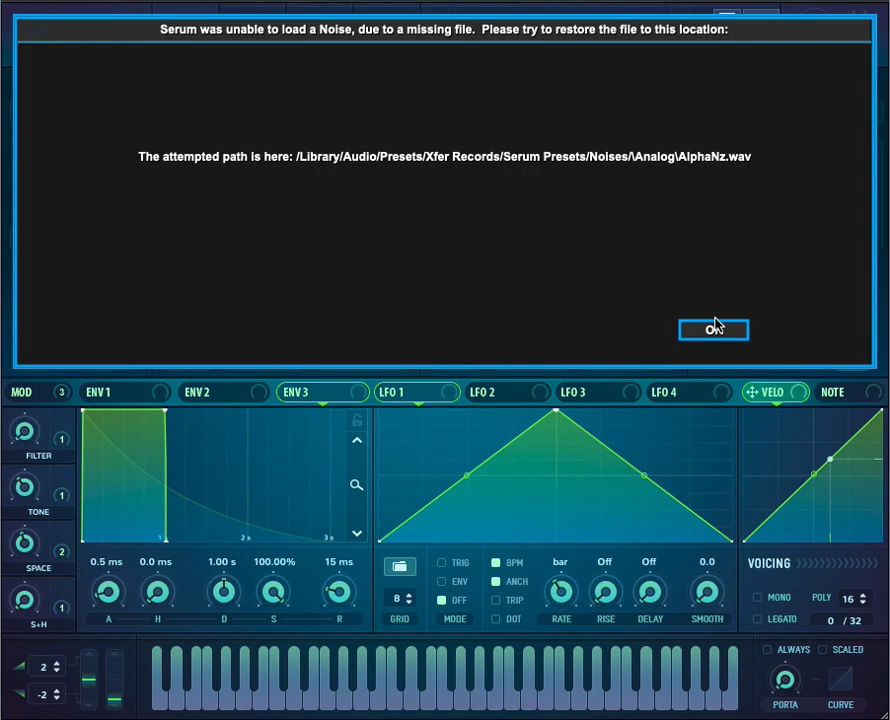 Serum was unable to load a Noise, due to a missing file.  Please try to restore the file to this location:
The attempted path is here: /Library/Audio/Presets/Xfer Records/Serum Presets/Noises/\Analog\AlphaNz.wav
MOD 3 ENV 1 ENV 2 ENV 3 LFO 1 LFO 2 LFO 3 LFO 4 VELO NOTE
1
FILTER
1
TONE
2
SPACE
1
S+H
1 2 s 3 s
0.5 ms 0.0 ms 1.00 s 100.00% 15 ms
A H D S R
8
GRID
TRIG
ENV
OFF
MODE
BPM
ANCH
TRIP
DOT
bar Off Off 0.0
RATE RISE DELAY SMOOTH
VOICING
MONO POLY 16
LEGATO 0 / 32
2
-2
ALWAYS SCALED
PORTA CURVE